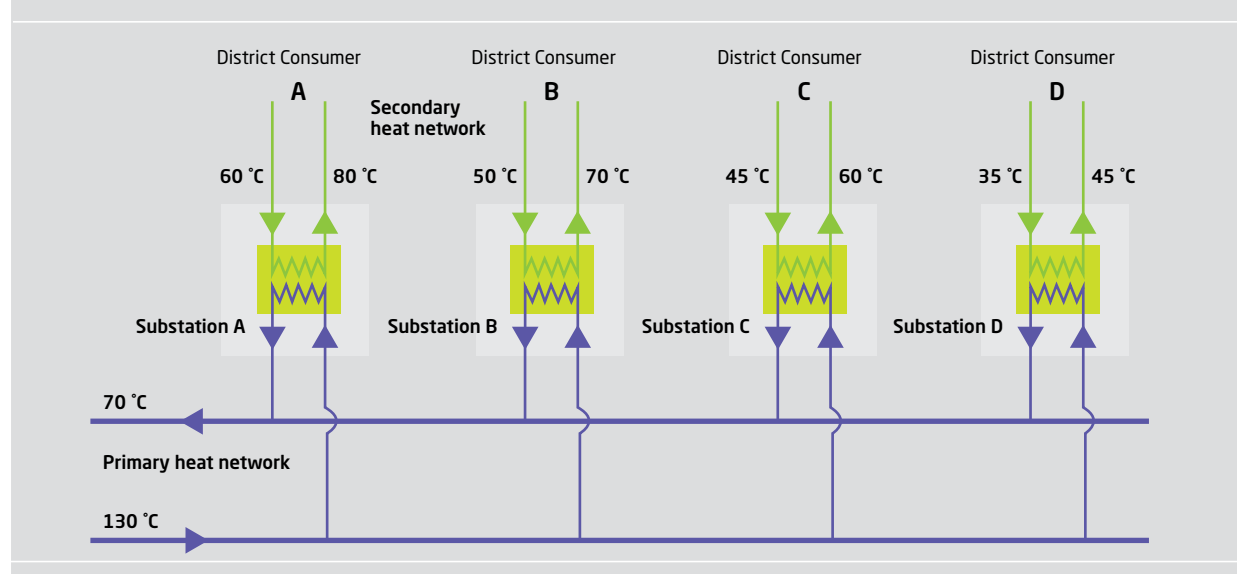 District Consumer
A
District Consumer
B
District Consumer
C
District Consumer
D
Secondary
heat network
60 ˚C
80 ˚C
50 ˚C
70 ˚C
45 ˚C
60 ˚C
35 ˚C
45 ˚C
Substation A
Substation B
Substation C
Substation D
70 ˚C
Primary heat network
130 ˚C